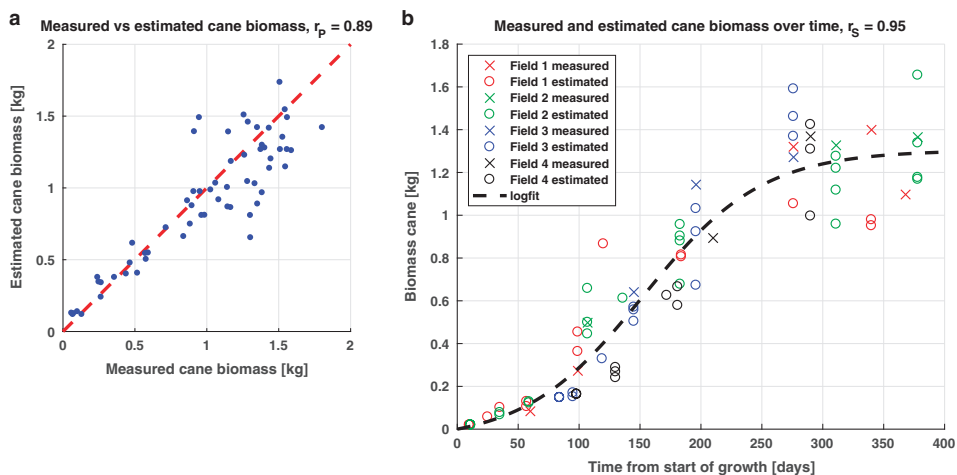 a
Measured vs estimated cane biomass, rP = 0.89
Estimated cane biomass [kg]
2
1.5
1
0.5
0
0 0.5 1 1.5 2
Measured cane biomass [kg]
b
Measured and estimated cane biomass over time, rS = 0.95
Biomass cane [kg]
1.8
1.6
1.4
1.2
1
0.8
0.6
0.4
0.2
0
Field 1 measured
Field 1 estimated
Field 2 measured
Field 2 estimated
Field 3 measured
Field 3 estimated
Field 4 measured
Field 4 estimated
logfit
0 50 100 150 200 250 300 350 400
Time from start of growth [days]